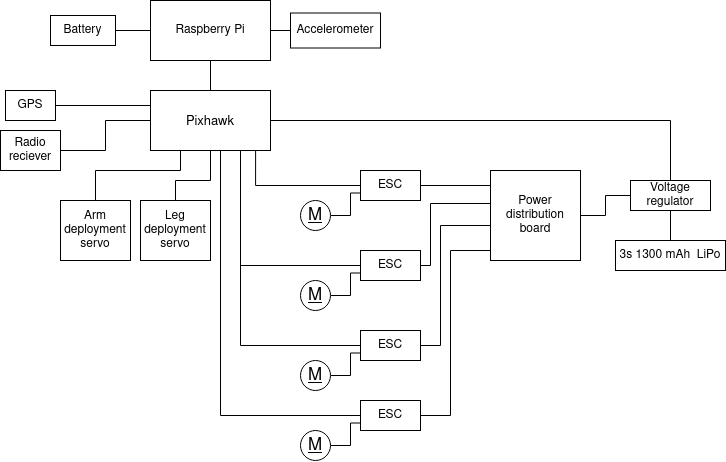 Battery
Raspberry Pi
Accelerometer
GPS
Pixhawk
Radio
reciever
Arm
deployment
servo
Leg
deployment
servo
ESC
M
ESC
M
ESC
M
ESC
M
Power
distribution
board
Voltage
regulator
3s 1300 mAh LiPo